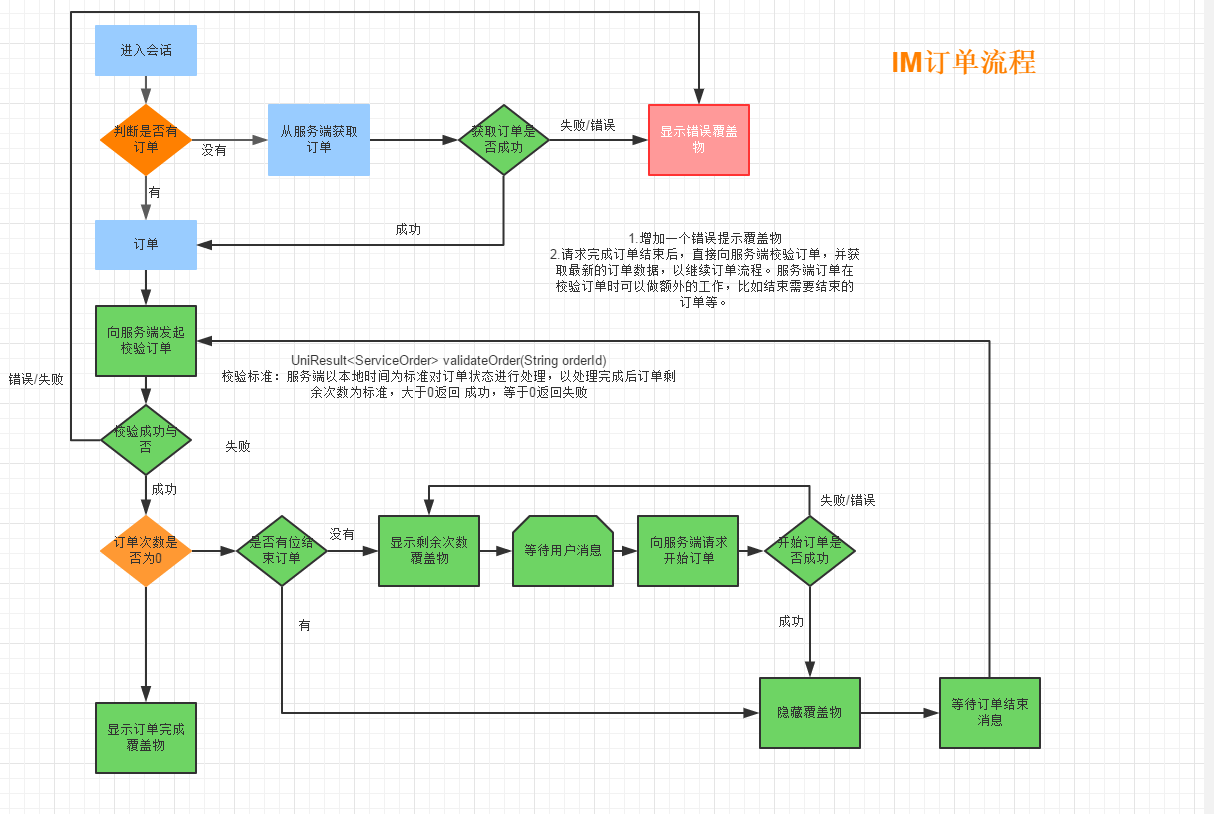 进入会话
IM订单流程
判断是否有
订单
没有
从服务端获取
订单
获取订单是
否成功
失败/错误
显示错误覆盖
物
有
订单
成功
1.增加一个错误提示覆盖物
2.请求完成订单结束后，直接向服务端校验订单，并获
取最新的订单数据，以继续订单流程。服务端订单在
校验订单时可以做额外的工作，比如结束需要结束的
订单等。
向服务端发起
校验订单
UniResult<ServiceOrder> validateOrder(String orderId)
校验标准：服务端以本地时间为标准对订单状态进行处理，以处理完成后订单剩
余次数为标准，大于0返回 成功，等于0返回失败
错误/失败
校验成功与
否
失败
成功
订单次数是
否为0
是否有位结
束订单
没有
显示剩余次数
覆盖物
等待用户消息
向服务端请求
开始订单
开始订单是
否成功
失败/错误
有
成功
显示订单完成
覆盖物
隐藏覆盖物
等待订单结束
消息